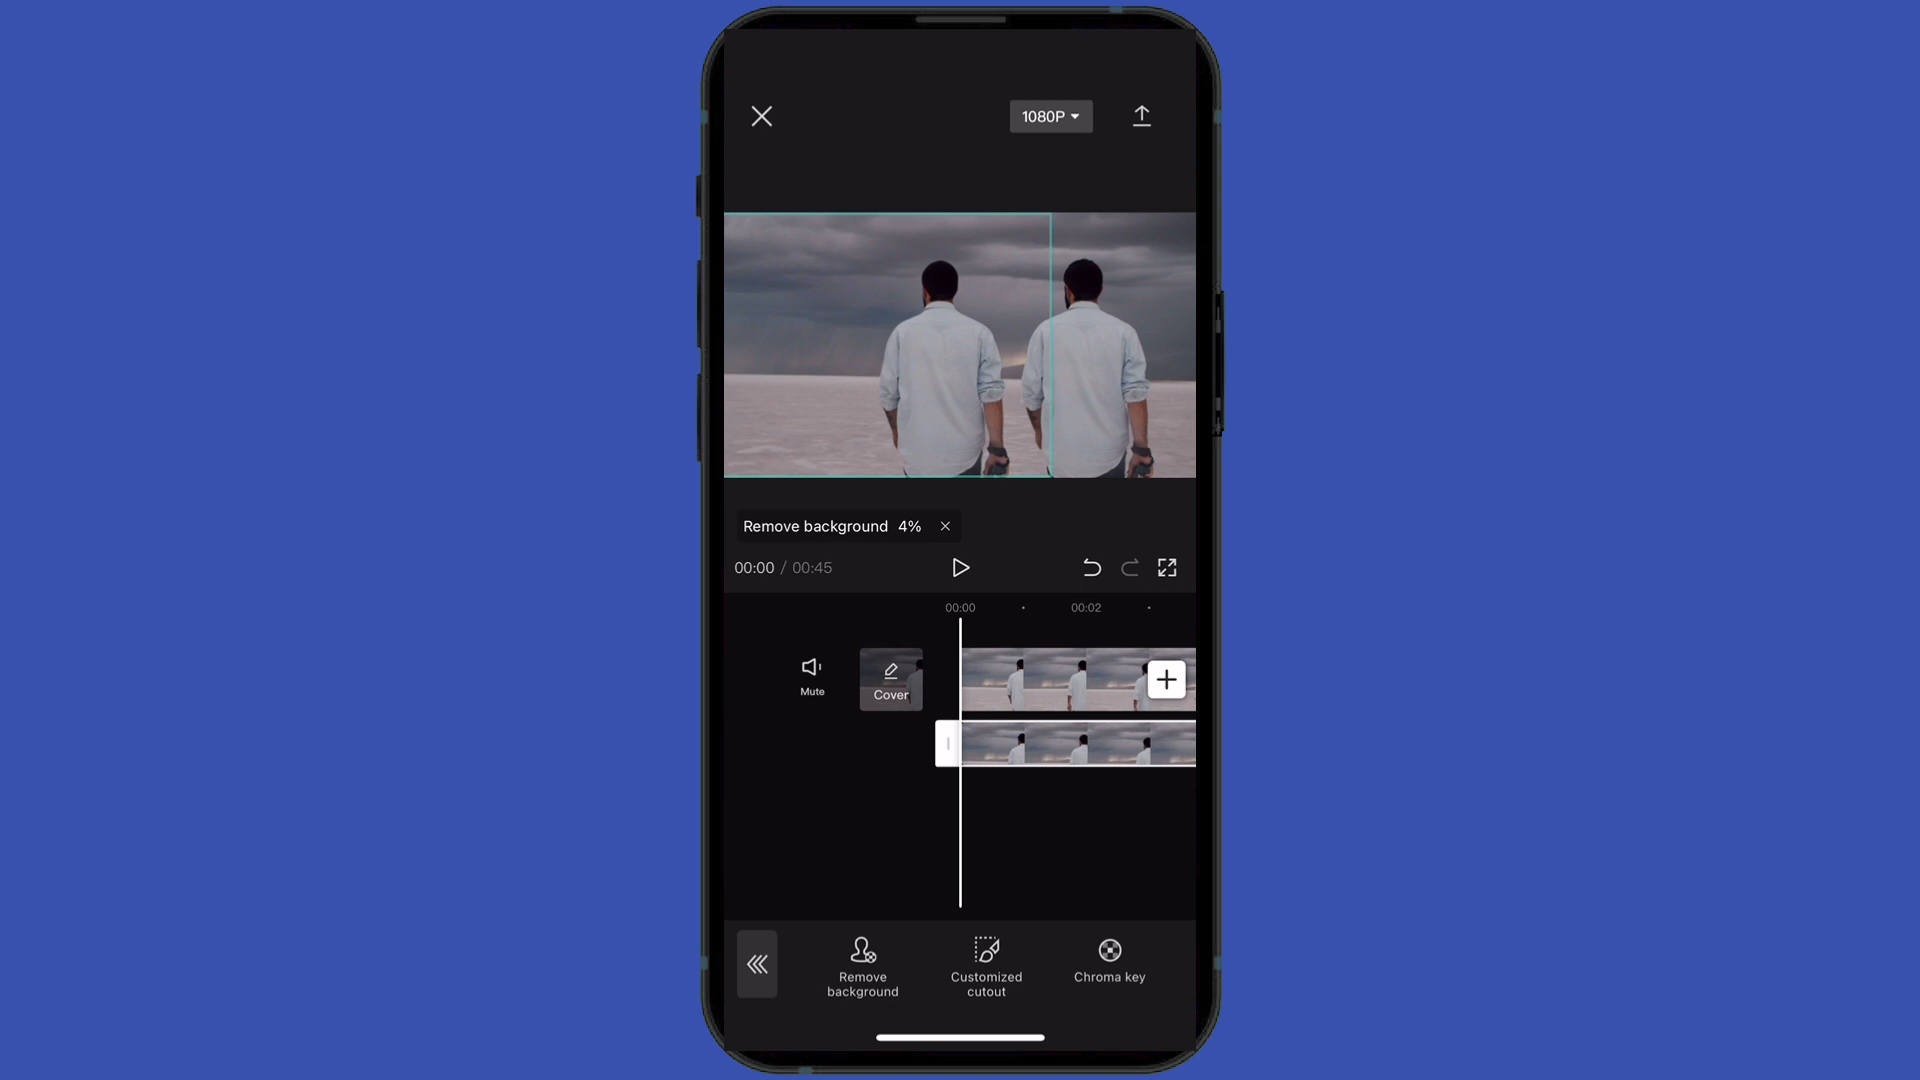 1080P
Remove background 4%
00:00 / 00:45
00:00
00:02
Mute
Cover
Remove
background
Customized
cutout
Chroma key